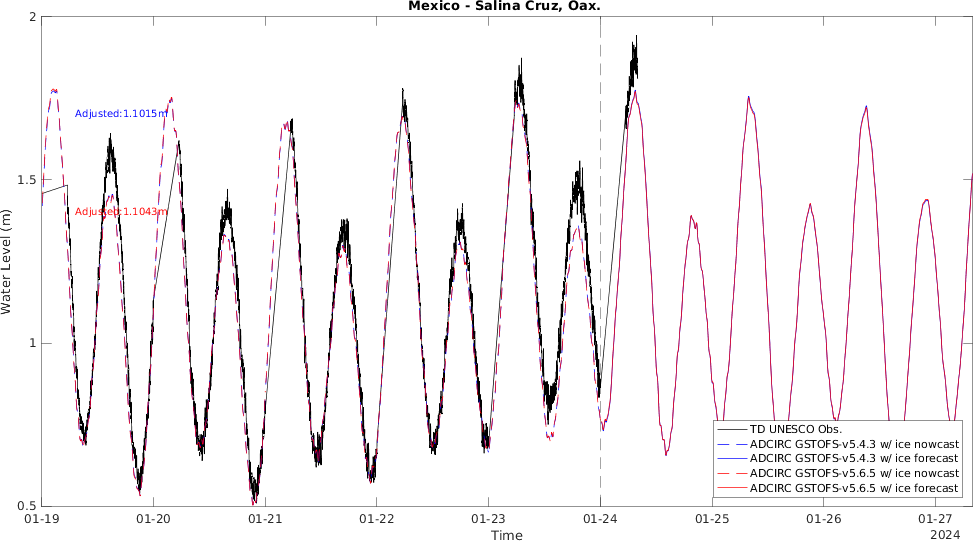 Mexico - Salina Cruz, Oax.
2
1.5
1
0.5
Water Level (m)
Adjusted:1.1015m
Adjusted:1.1043m
TD UNESCO Obs.
ADCIRC GSTOFS-v5.4.3 w/ ice nowcast
ADCIRC GSTOFS-v5.4.3 w/ ice forecast
ADCIRC GSTOFS-v5.6.5 w/ ice nowcast
ADCIRC GSTOFS-v5.6.5 w/ ice forecast
01-19 01-20 01-21 01-22 01-23 01-24 01-25 01-26 01-27
Time
2024